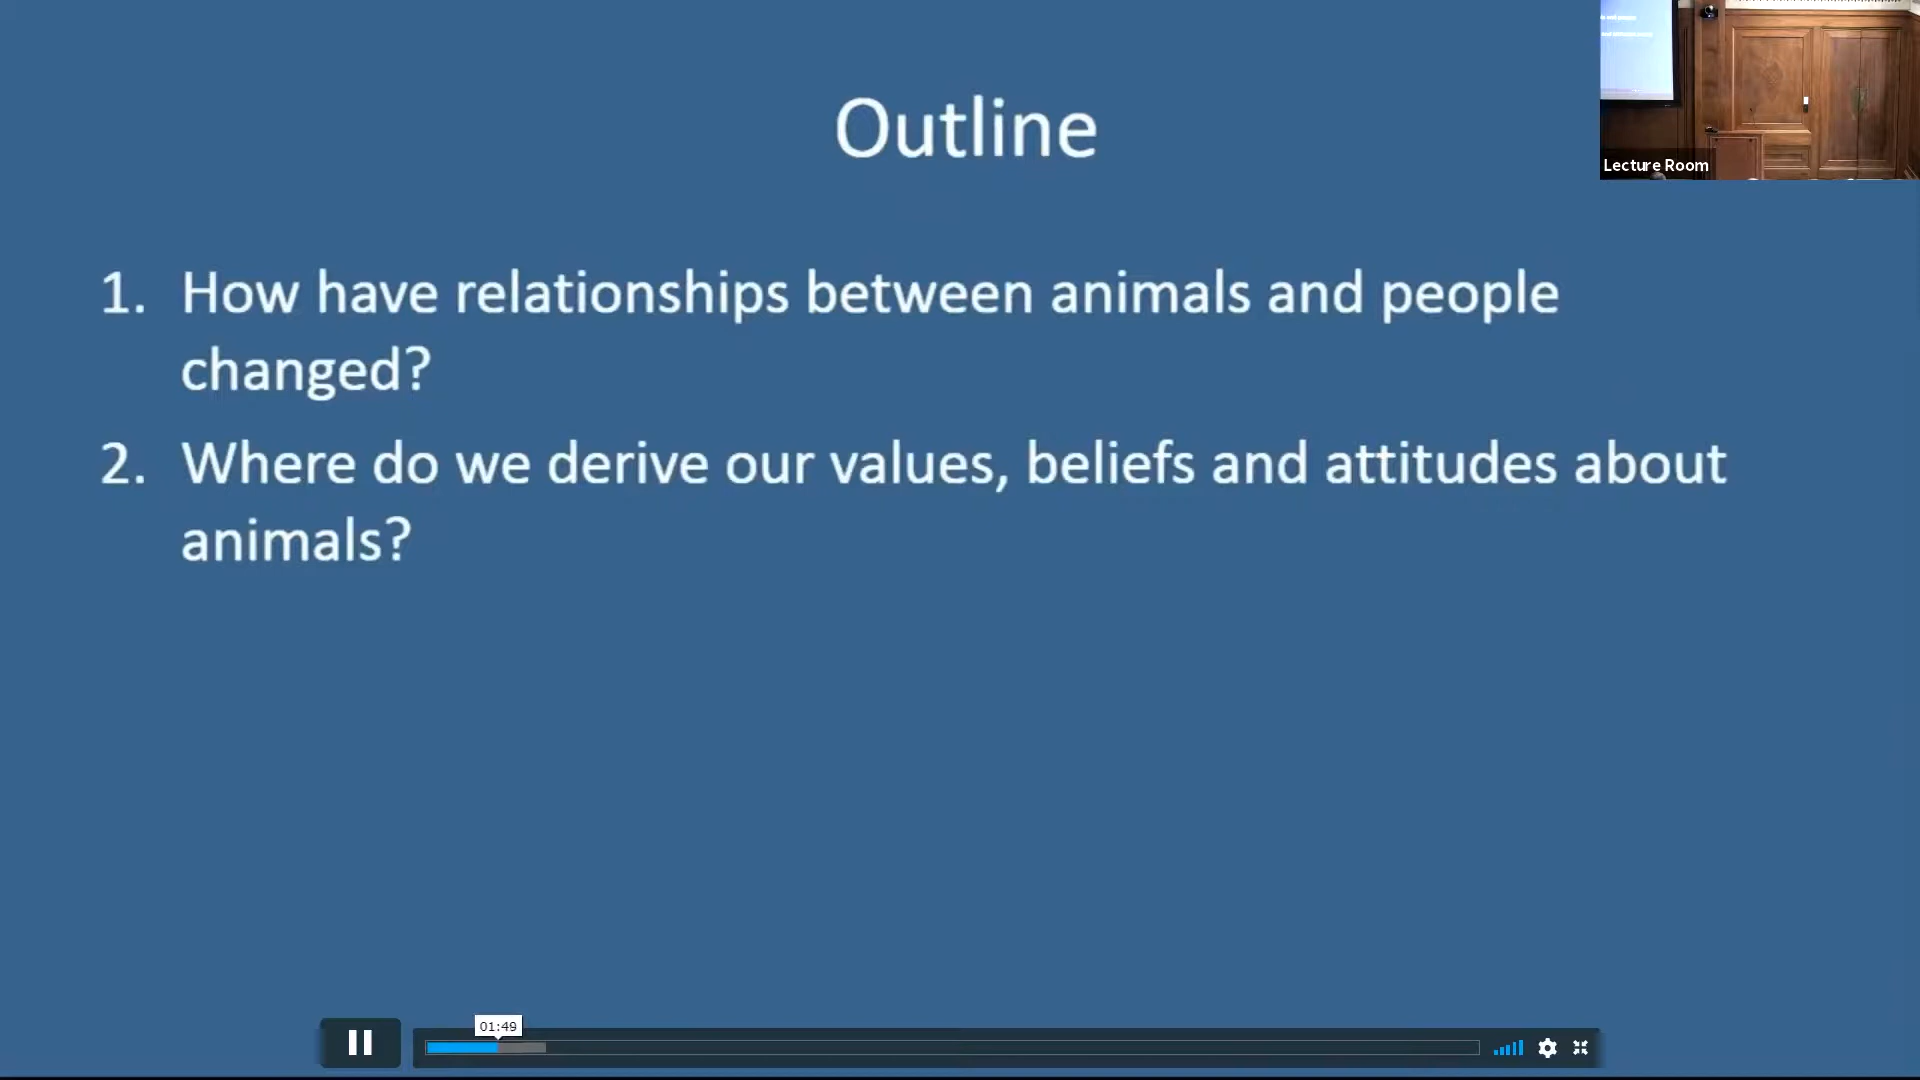 Outline
1. How have relationships between animals and people
changed?
2. Where do we derive our values, beliefs and attitudes about
animals?
Lecture Room
01:49